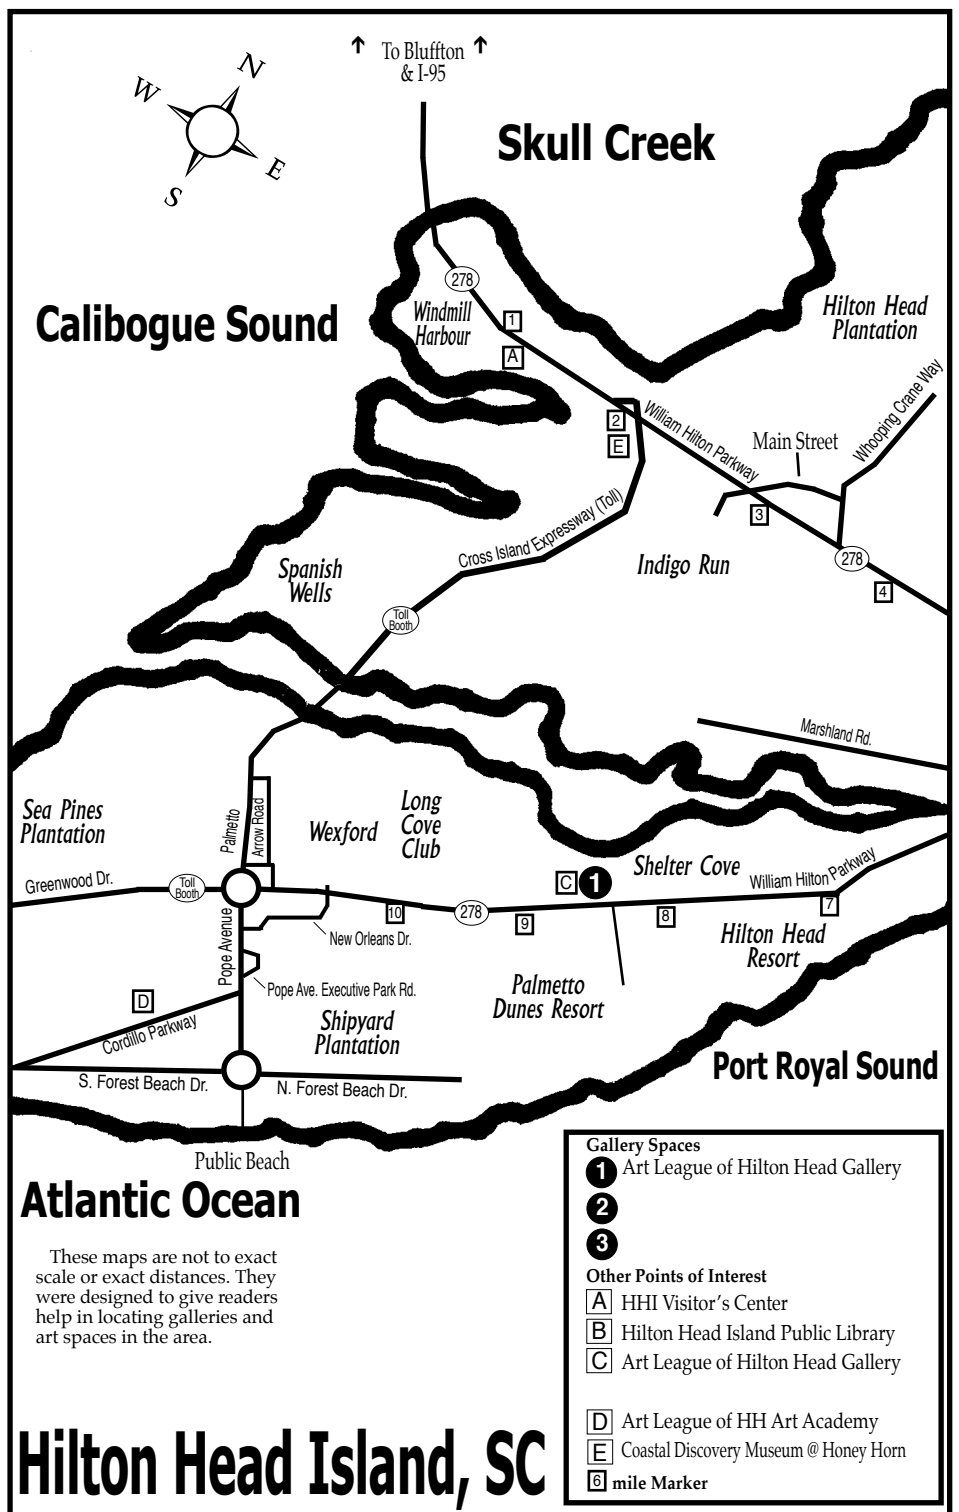 ↑ To Bluffton ↑
& I-95
N
W
E
S
Skull Creek
278
Calibogue Sound
Windmill
Harbour
1
A
Hilton Head
Plantation
Whooping Crane Way
2
E
William Hilton Parkway
Main Street
3
Cross Island Expressway (Toll)
278
Indigo Run
4
Spanish
Wells
Toll
Booth
Marshland Rd.
Sea Pines
Plantation
Palmetto
Arrow Road
Wexford
Long
Cove
Club
Shelter Cove
William Hilton Parkway
Greenwood Dr.
Toll
Booth
C
1
10
278
9
8
7
Pope Avenue
New Orleans Dr.
Hilton Head
Resort
Pope Ave. Executive Park Rd.
Palmetto
Dunes Resort
D
Cordillo Parkway
Shipyard
Plantation
Port Royal Sound
S. Forest Beach Dr.
N. Forest Beach Dr.
Public Beach
Atlantic Ocean
These maps are not to exact
scale or exact distances. They
were designed to give readers
help in locating galleries and
art spaces in the area.
Hilton Head Island, SC
Gallery Spaces
1 Art League of Hilton Head Gallery
2
3
Other Points of Interest
A HHI Visitor's Center
B Hilton Head Island Public Library
C Art League of Hilton Head Gallery
D Art League of HH Art Academy
E Coastal Discovery Museum @ Honey Horn
6 mile Marker